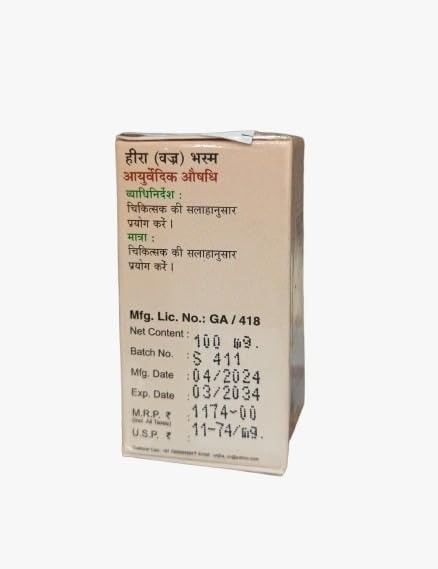 हीरा (वज्र) भस्म
आयुर्वेदिक औषधि
व्याधिनिर्देश :
चिकित्सक की सलाहानुसार
प्रयोग करें ।
मात्रा :
चिकित्सक की सलाहानुसार
प्रयोग करें ।
Mfg. Lic. No.: GA / 418
Net Content : 100 mg.
Batch No. : S 411
Mfg. Date : 04/2024
Exp. Date : 03/2034
M.R.P. ₹ : 1174-00
(Incl. All Taxes)
U.S.P. ₹ : 11-74/mg.
Customer Care